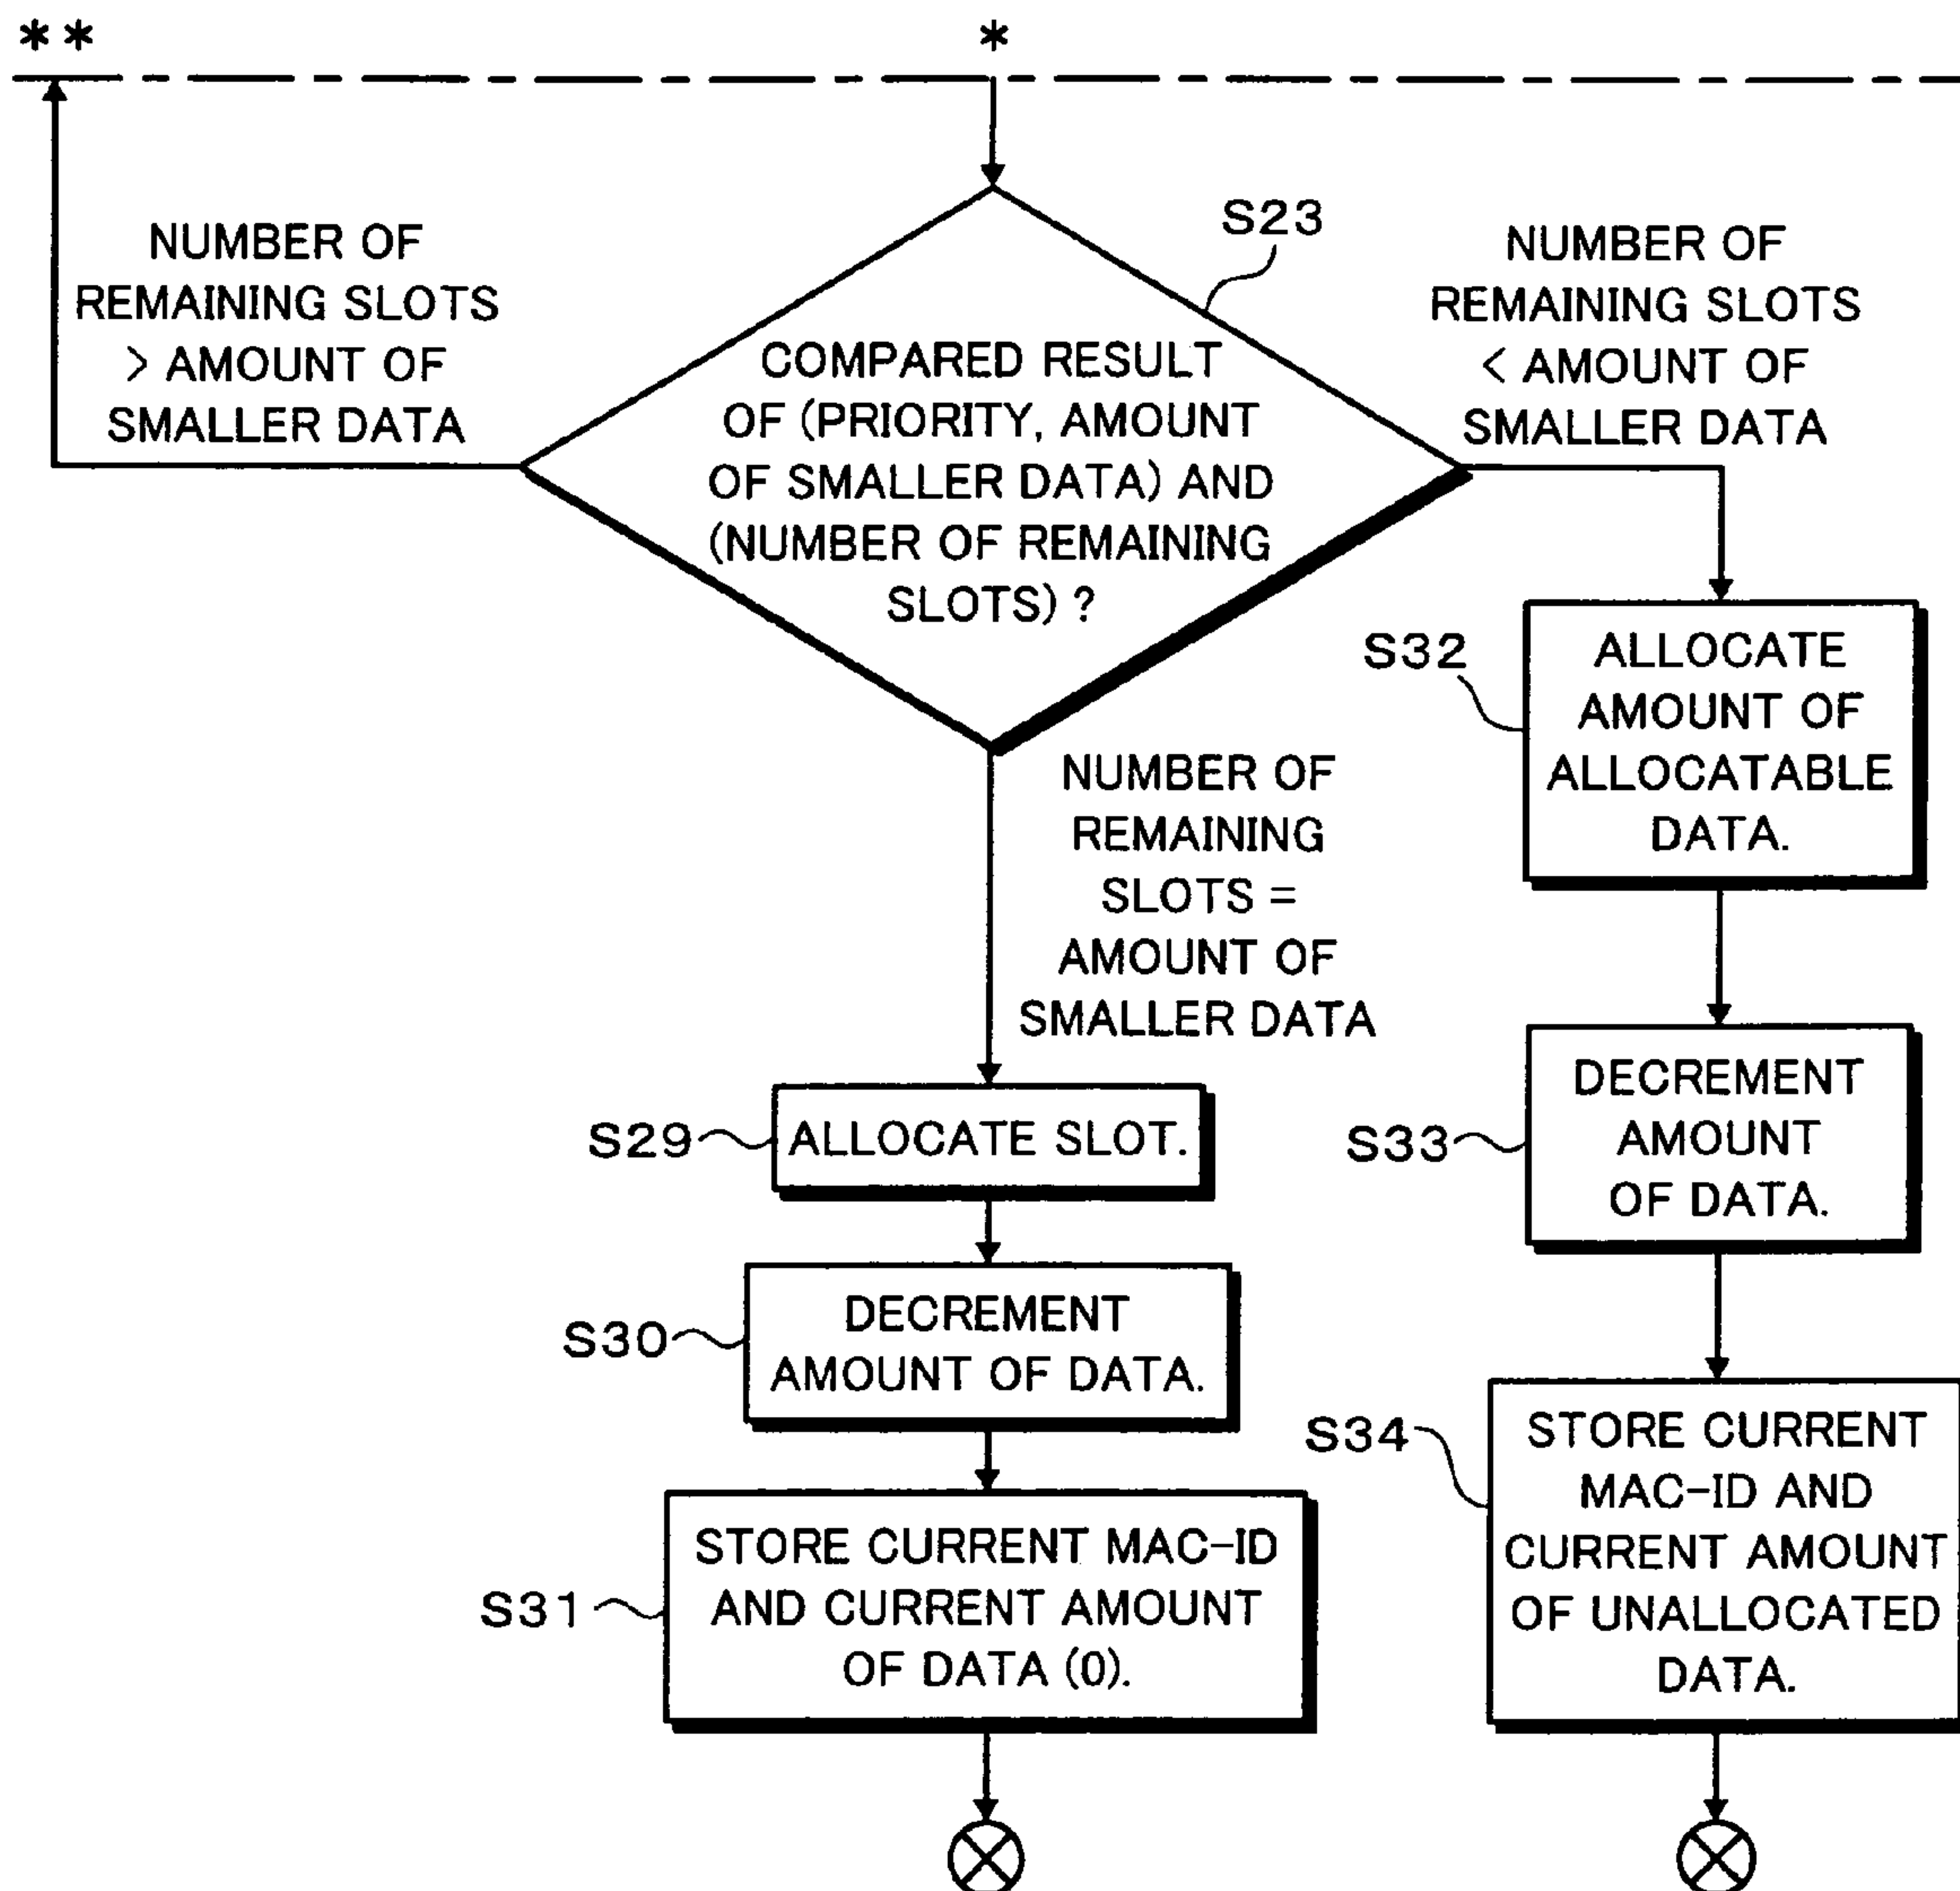 **
*
NUMBER OF
REMAINING SLOTS
> AMOUNT OF
SMALLER DATA
S23
NUMBER OF
REMAINING SLOTS
< AMOUNT OF
SMALLER DATA
COMPARED RESULT
OF (PRIORITY, AMOUNT
OF SMALLER DATA) AND
(NUMBER OF REMAINING
SLOTS) ?
S32
ALLOCATE
AMOUNT OF
ALLOCATABLE
DATA.
NUMBER OF
REMAINING
SLOTS =
AMOUNT OF
SMALLER DATA
S29
ALLOCATE SLOT.
S33
DECREMENT
AMOUNT
OF DATA.
S30
DECREMENT
AMOUNT OF DATA.
S34
STORE CURRENT
MAC-ID AND
CURRENT AMOUNT
OF UNALLOCATED
DATA.
S31
STORE CURRENT MAC-ID
AND CURRENT AMOUNT
OF DATA (0).